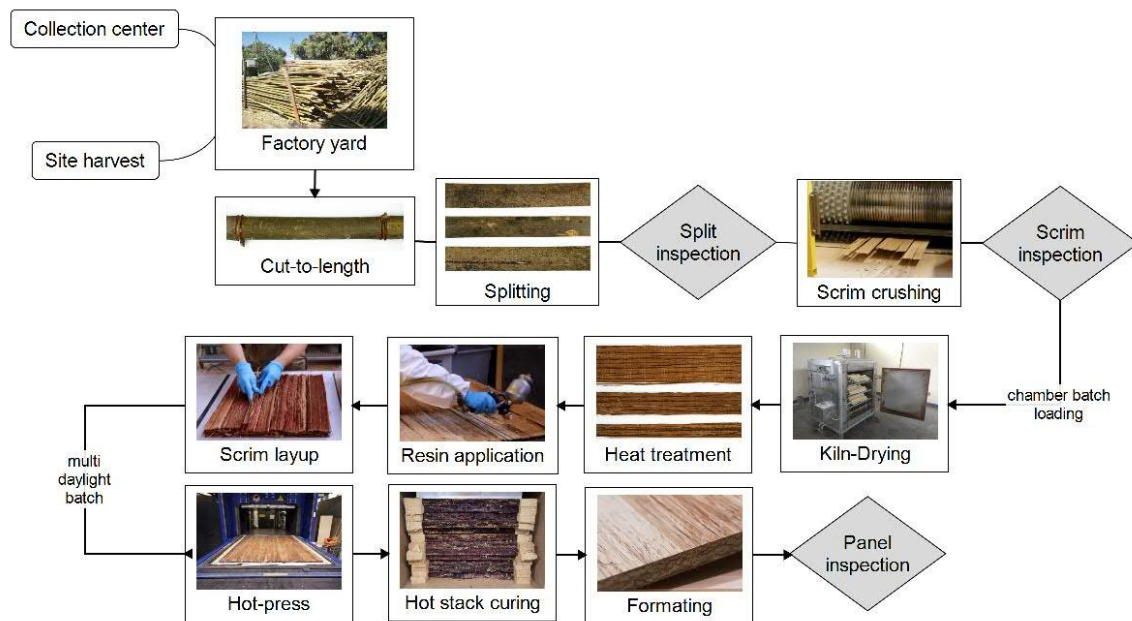 Collection center
Site harvest
Factory yard
Cut-to-length
Splitting
Split
inspection
Scrim crushing
Scrim
inspection
chamber batch
loading
Kiln-Drying
Heat treatment
Resin application
Scrim layup
multi
daylight
batch
Hot-press
Hot stack curing
Formating
Panel
inspection